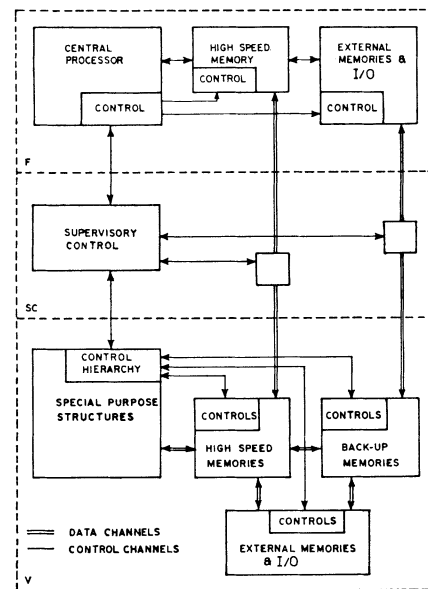 CENTRAL
PROCESSOR
CONTROL
HIGH SPEED
MEMORY
CONTROL
EXTERNAL
MEMORIES &
I/O
CONTROL
F
SUPERVISORY
CONTROL
SC
CONTROL
HIERARCHY
SPECIAL PURPOSE
STRUCTURES
CONTROLS
HIGH SPEED
MEMORIES
CONTROLS
BACK-UP
MEMORIES
CONTROLS
EXTERNAL MEMORIES
& I/O
DATA CHANNELS
CONTROL CHANNELS
V